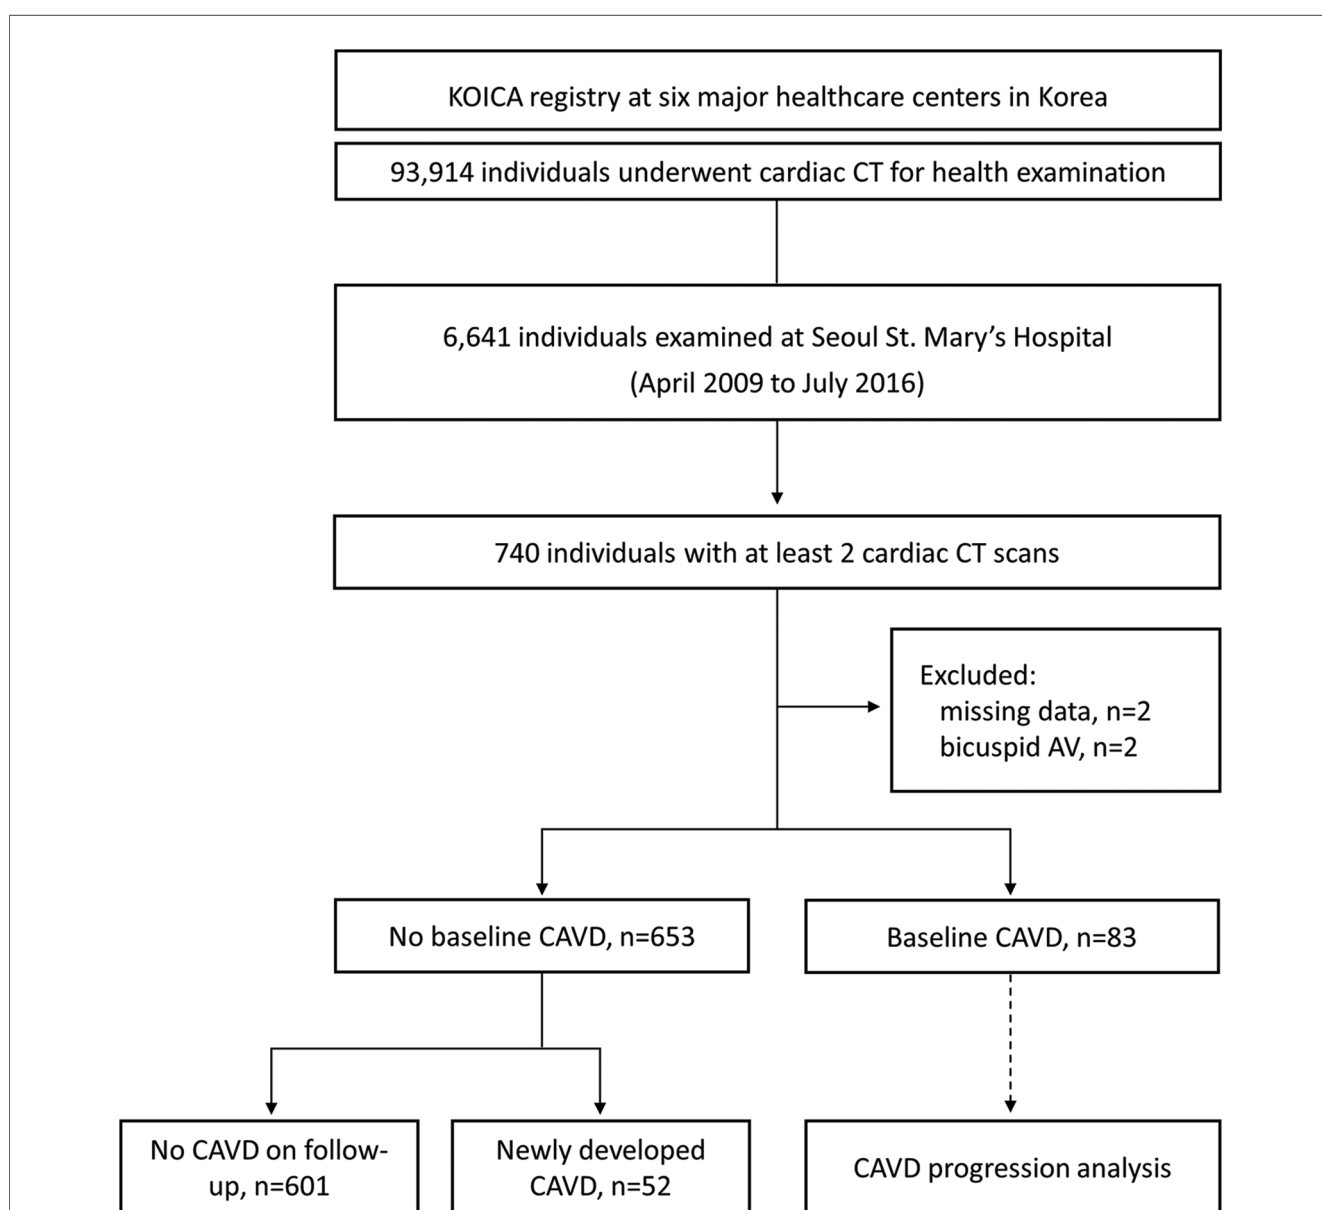 KOICA registry at six major healthcare centers in Korea
93,914 individuals underwent cardiac CT for health examination
6,641 individuals examined at Seoul St. Mary’s Hospital
(April 2009 to July 2016)
740 individuals with at least 2 cardiac CT scans
Excluded:
missing data, n=2
bicuspid AV, n=2
No baseline CAVD, n=653
Baseline CAVD, n=83
No CAVD on follow-
up, n=601
Newly developed
CAVD, n=52
CAVD progression analysis